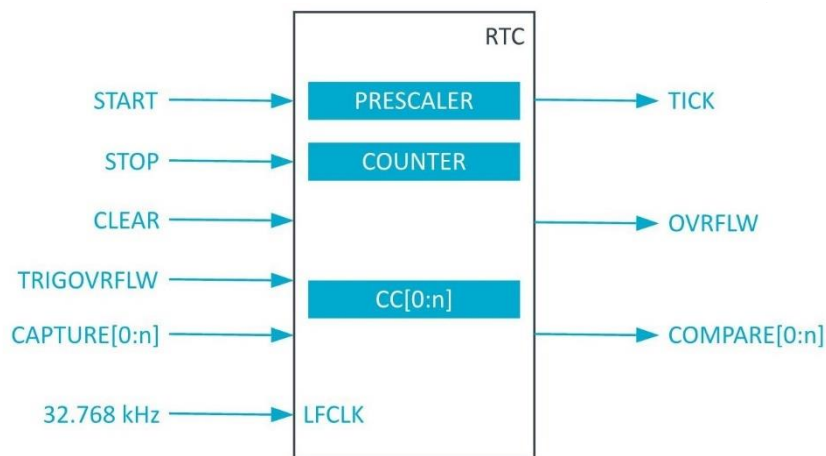 RTC
START
PRESCALER
TICK
STOP
COUNTER
CLEAR
OVRFLW
TRIGOVRFLW
CC[0:n]
CAPTURE[0:n]
COMPARE[0:n]
32.768 kHz
LFCLK